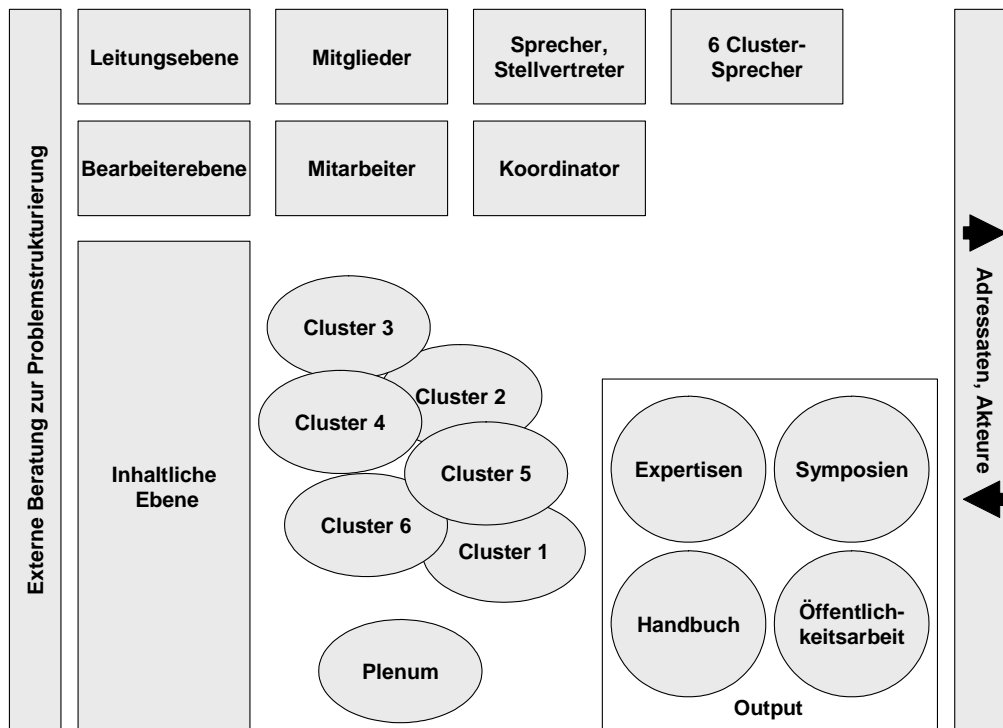 Externe Beratung zur Problemstrukturierung
Leitungsebene
Mitglieder
Sprecher,
Stellvertreter
6 Cluster-
Sprecher
Bearbeiterebene
Mitarbeiter
Koordinator
Inhaltliche
Ebene
Cluster 3
Cluster 2
Cluster 4
Cluster 5
Cluster 6
Cluster 1
Plenum
Expertisen
Symposien
Handbuch
Öffentlich-
keitsarbeit
Output
Adressaten, Akteure